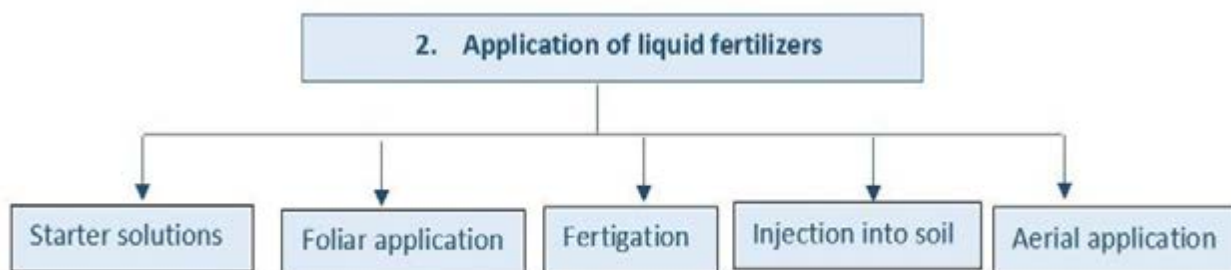 2. Application of liquid fertilizers
Starter solutions
Foliar application
Fertigation
Injection into soil
Aerial application